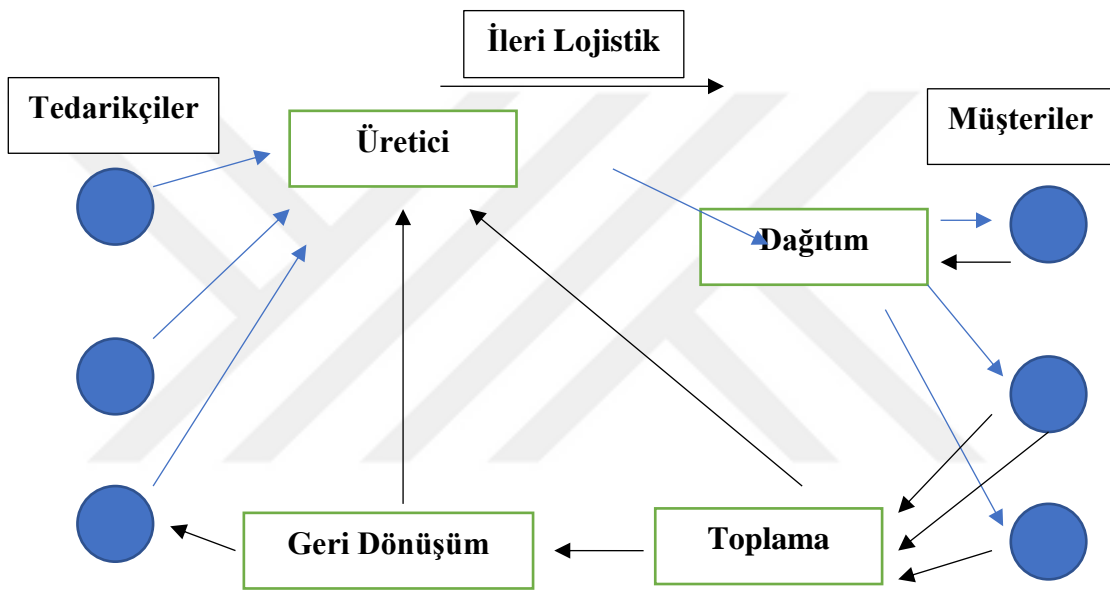 İleri Lojistik
Tedarikçiler
Üretici
Müşteriler
Dağıtım
Geri Dönüşüm
Toplama